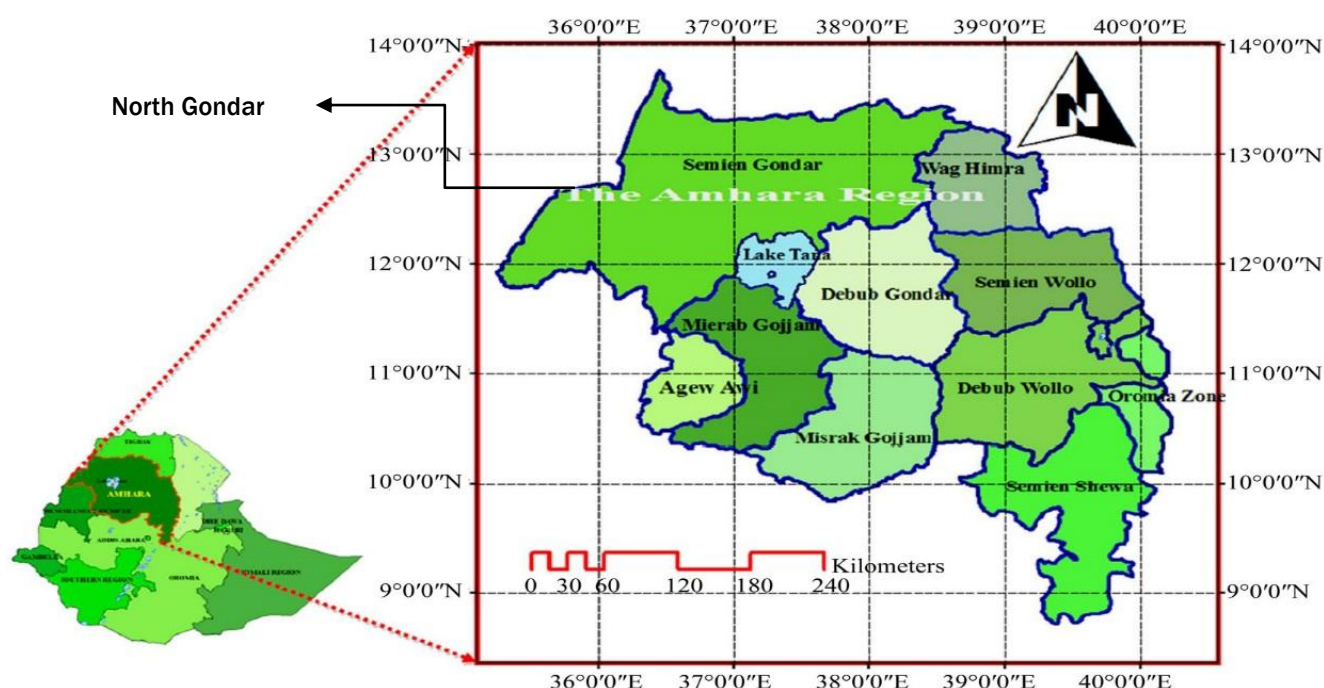 36°0'0"E 37°0'0"E 38°0'0"E 39°0'0"E 40°0'0"E
14°0'0"N 14°0'0"N
North Gondar
N
13°0'0"N Semien Gondar Wag Himra 13°0'0"N
The Amhara Region
12°0'0"N Lake Tana 12°0'0"N
Debub Gondar Semien Wollo
Mierab Gojjam
11°0'0"N Agew Awi Debub Wollo Oromia Zone 11°0'0"N
Misrak Gojjam
10°0'0"N Semien Shewa 10°0'0"N
Kilometers
0 30 60 120 180 240
9°0'0"N 9°0'0"N
36°0'0"E 37°0'0"E 38°0'0"E 39°0'0"E 40°0'0"E
TIGRAY
AMHARA
ADDIS ABABA
GAMBELLA
SOUTHERN REGION
OROMIA